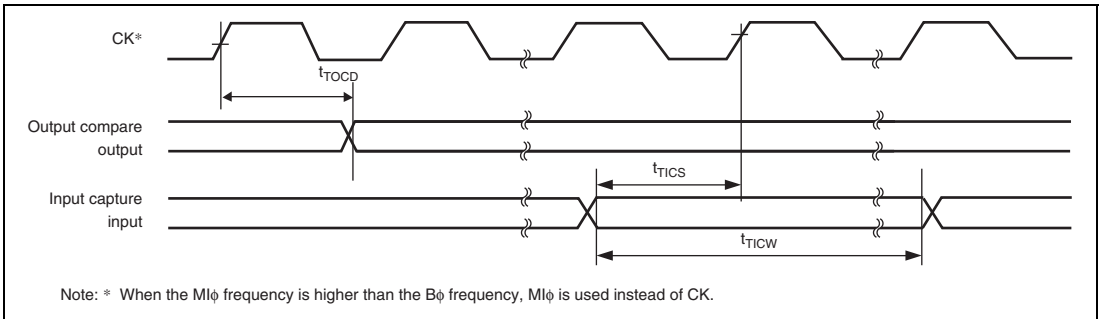 CK*
tTOCD
Output compare
output
tTICS
Input capture
input
tTICW
Note: * When the MIϕ frequency is higher than the Bϕ frequency, MIϕ is used instead of CK.